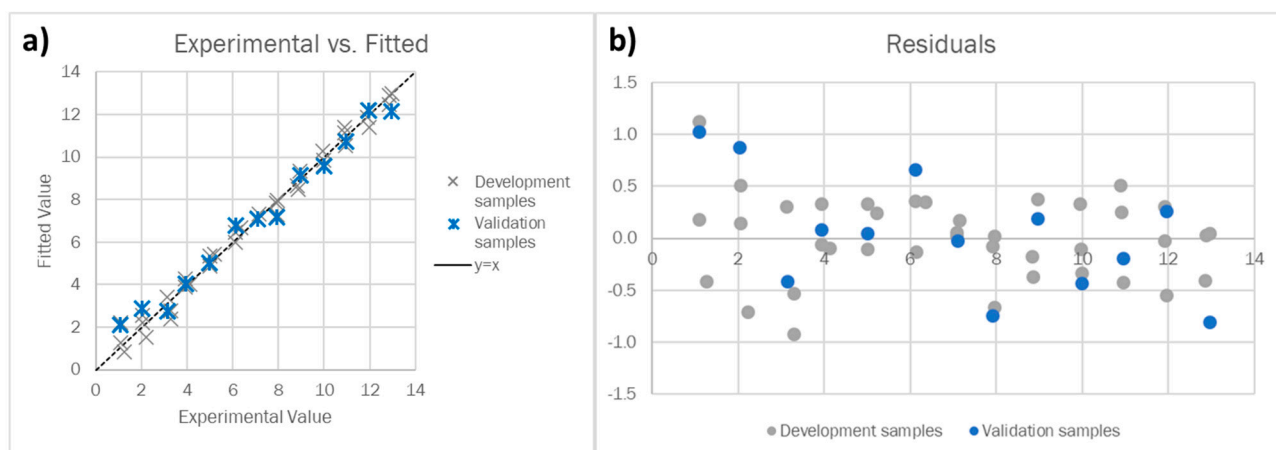 a)
Experimental vs. Fitted
14
12
10
8
6
4
2
0
0 2 4 6 8 10 12 14
Fitted Value
Experimental Value
Development
samples
Validation
samples
y=x
b)
Residuals
1.5
1.0
0.5
0.0
-0.5
-1.0
-1.5
0 2 4 6 8 10 12 14
Development samples Validation samples